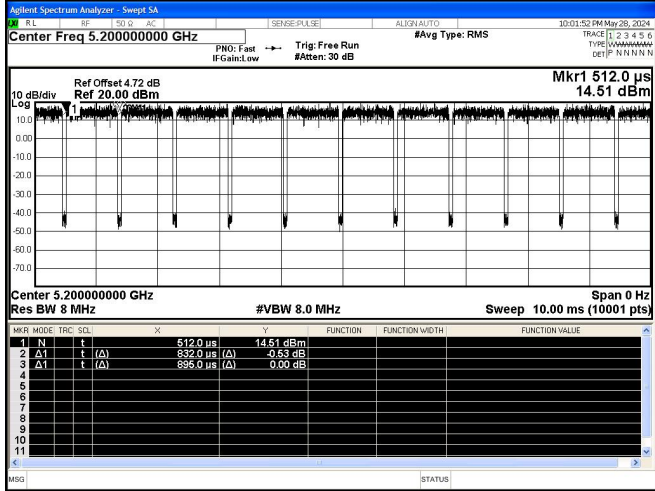 Agilent Spectrum Analyzer - Swept SA
RL RF 50 Ω AC SENSE:PULSE ALIGN AUTO 10:01:52 PM May 28, 2024
Center Freq 5.200000000 GHz #Avg Type: RMS TRACE 1 2 3 4 5 6
PNO: Fast Trig: Free Run TYPE WWWWWW
IFGain:Low #Atten: 30 dB DET P N N N N N
Mkr1 512.0 µs
Ref Offset 4.72 dB 14.51 dBm
10 dB/div Ref 20.00 dBm
Log
1
10.0
0.00
-10.0
-20.0
-30.0
-40.0
-50.0
-60.0
-70.0
Center 5.200000000 GHz Span 0 Hz
Res BW 8 MHz #VBW 8.0 MHz Sweep 10.00 ms (10001 pts)
MKR MODE TRC SCL X Y FUNCTION FUNCTION WIDTH FUNCTION VALUE
1 N t 512.0 µs 14.51 dBm
2 Δ1 t (Δ) 832.0 µs (Δ) -0.53 dB
3 Δ1 t (Δ) 895.0 µs (Δ) 0.00 dB
4
5
6
7
8
9
10
11
MSG STATUS